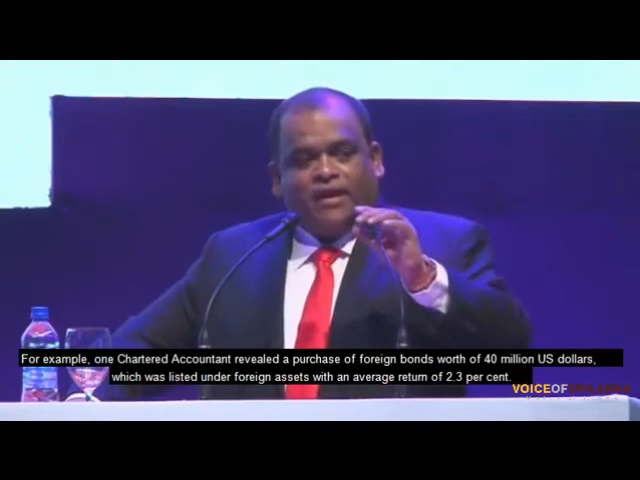 For example, one Chartered Accountant revealed a purchase of foreign bonds worth of 40 million US dollars,
which was listed under foreign assets with an average return of 2.3 per cent.
VOICEOFSRILANKA